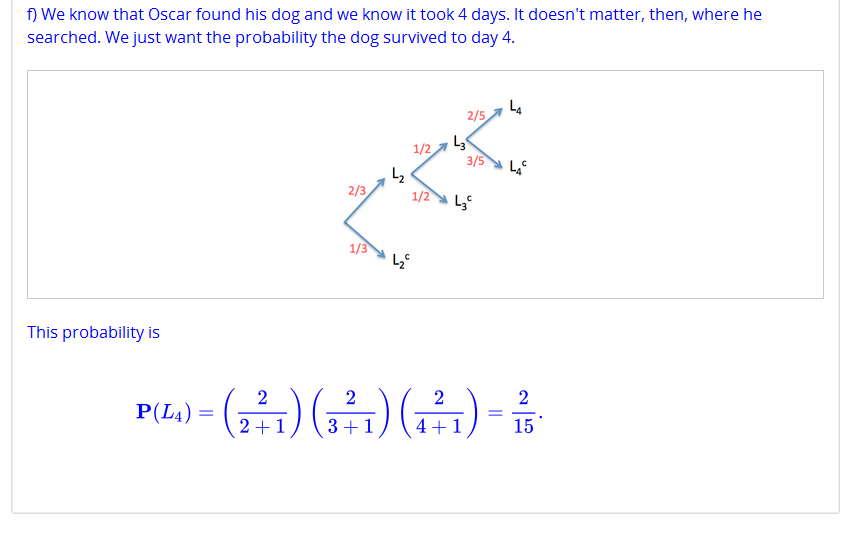 f) We know that Oscar found his dog and we know it took 4 days. It doesn't matter, then, where he
searched. We just want the probability the dog survived to day 4.
2/5 L₄
1/2 L₃
3/5 L₄ᶜ
L₂
2/3 1/2 L₃ᶜ
1/3 L₂ᶜ
This probability is
P(L₄) = (2/(2 + 1)) (2/(3 + 1)) (2/(4 + 1)) = 2/15.